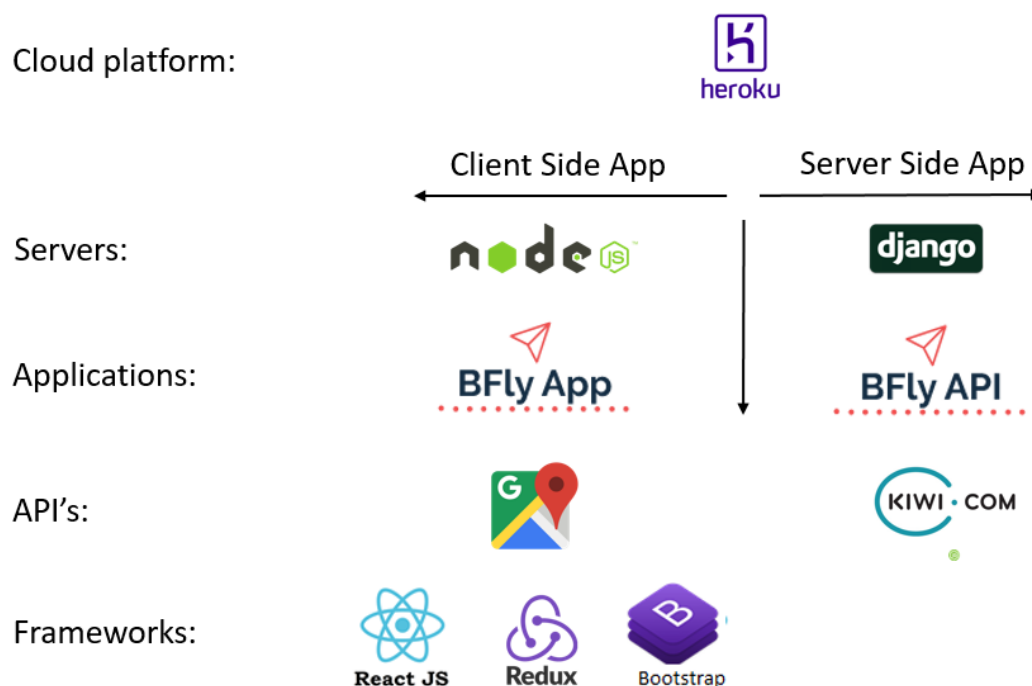 Cloud platform:
heroku
Client Side App
Server Side App
Servers:
node JS ™
django
Applications:
BFly App
BFly API
API's:
G
KIWI.COM
©
Frameworks:
B
React JS
Redux
Bootstrap